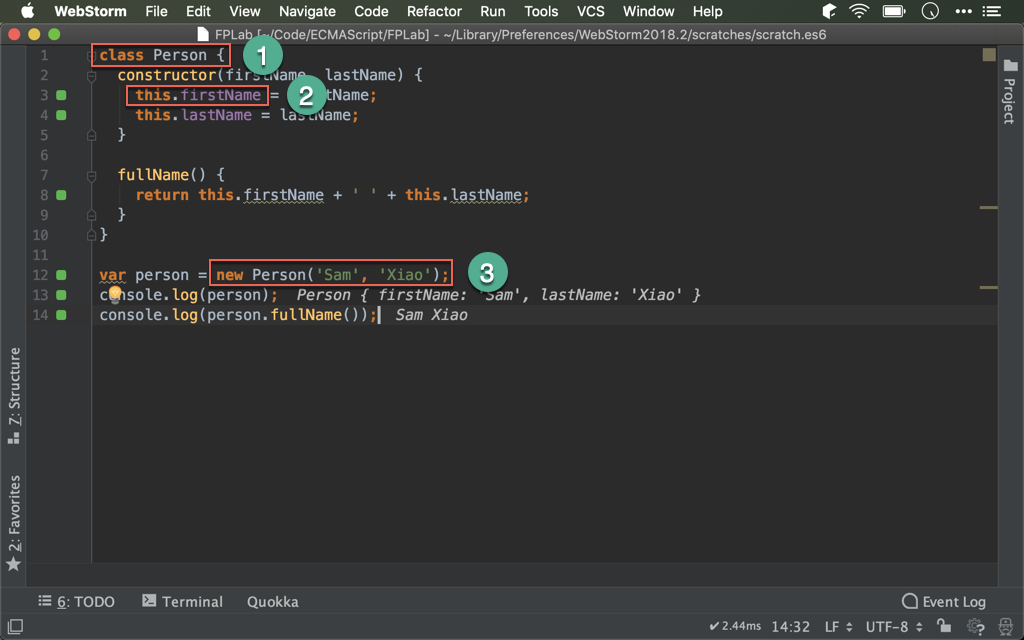 WebStorm File Edit View Navigate Code Refactor Run Tools VCS Window Help
FPLab [~/Code/ECMAScript/FPLab] - ~/Library/Preferences/WebStorm2018.2/scratches/scratch.es6
1 class Person { 1
2 constructor(firstName, lastName) {
3 this.firstName = 2 tName;
4 this.lastName = lastName;
5 }
6
7 fullName() {
8 return this.firstName + ' ' + this.lastName;
9 }
10 }
11
12 var person = new Person('Sam', 'Xiao'); 3
13 console.log(person); Person { firstName: 'Sam', lastName: 'Xiao' }
14 console.log(person.fullName()); Sam Xiao
Project
Z: Structure
2: Favorites
6: TODO Terminal Quokka Event Log
✔ 2.44ms 14:32 LF UTF-8